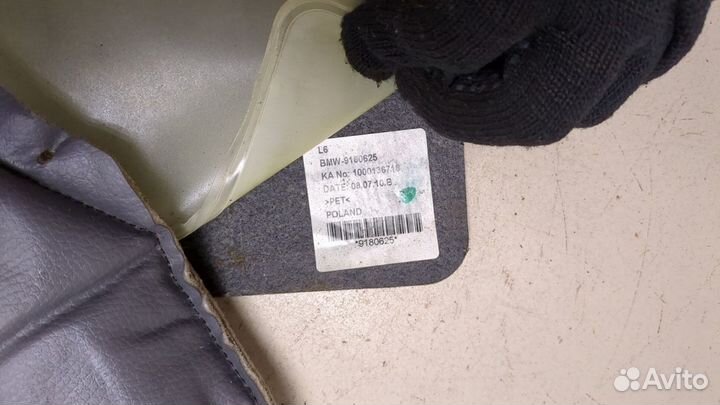 L6
BMW-9180625
KA No: 1000136718
DATE: 08.07.10.B
>PET<
POLAND
*9180625*
Avito